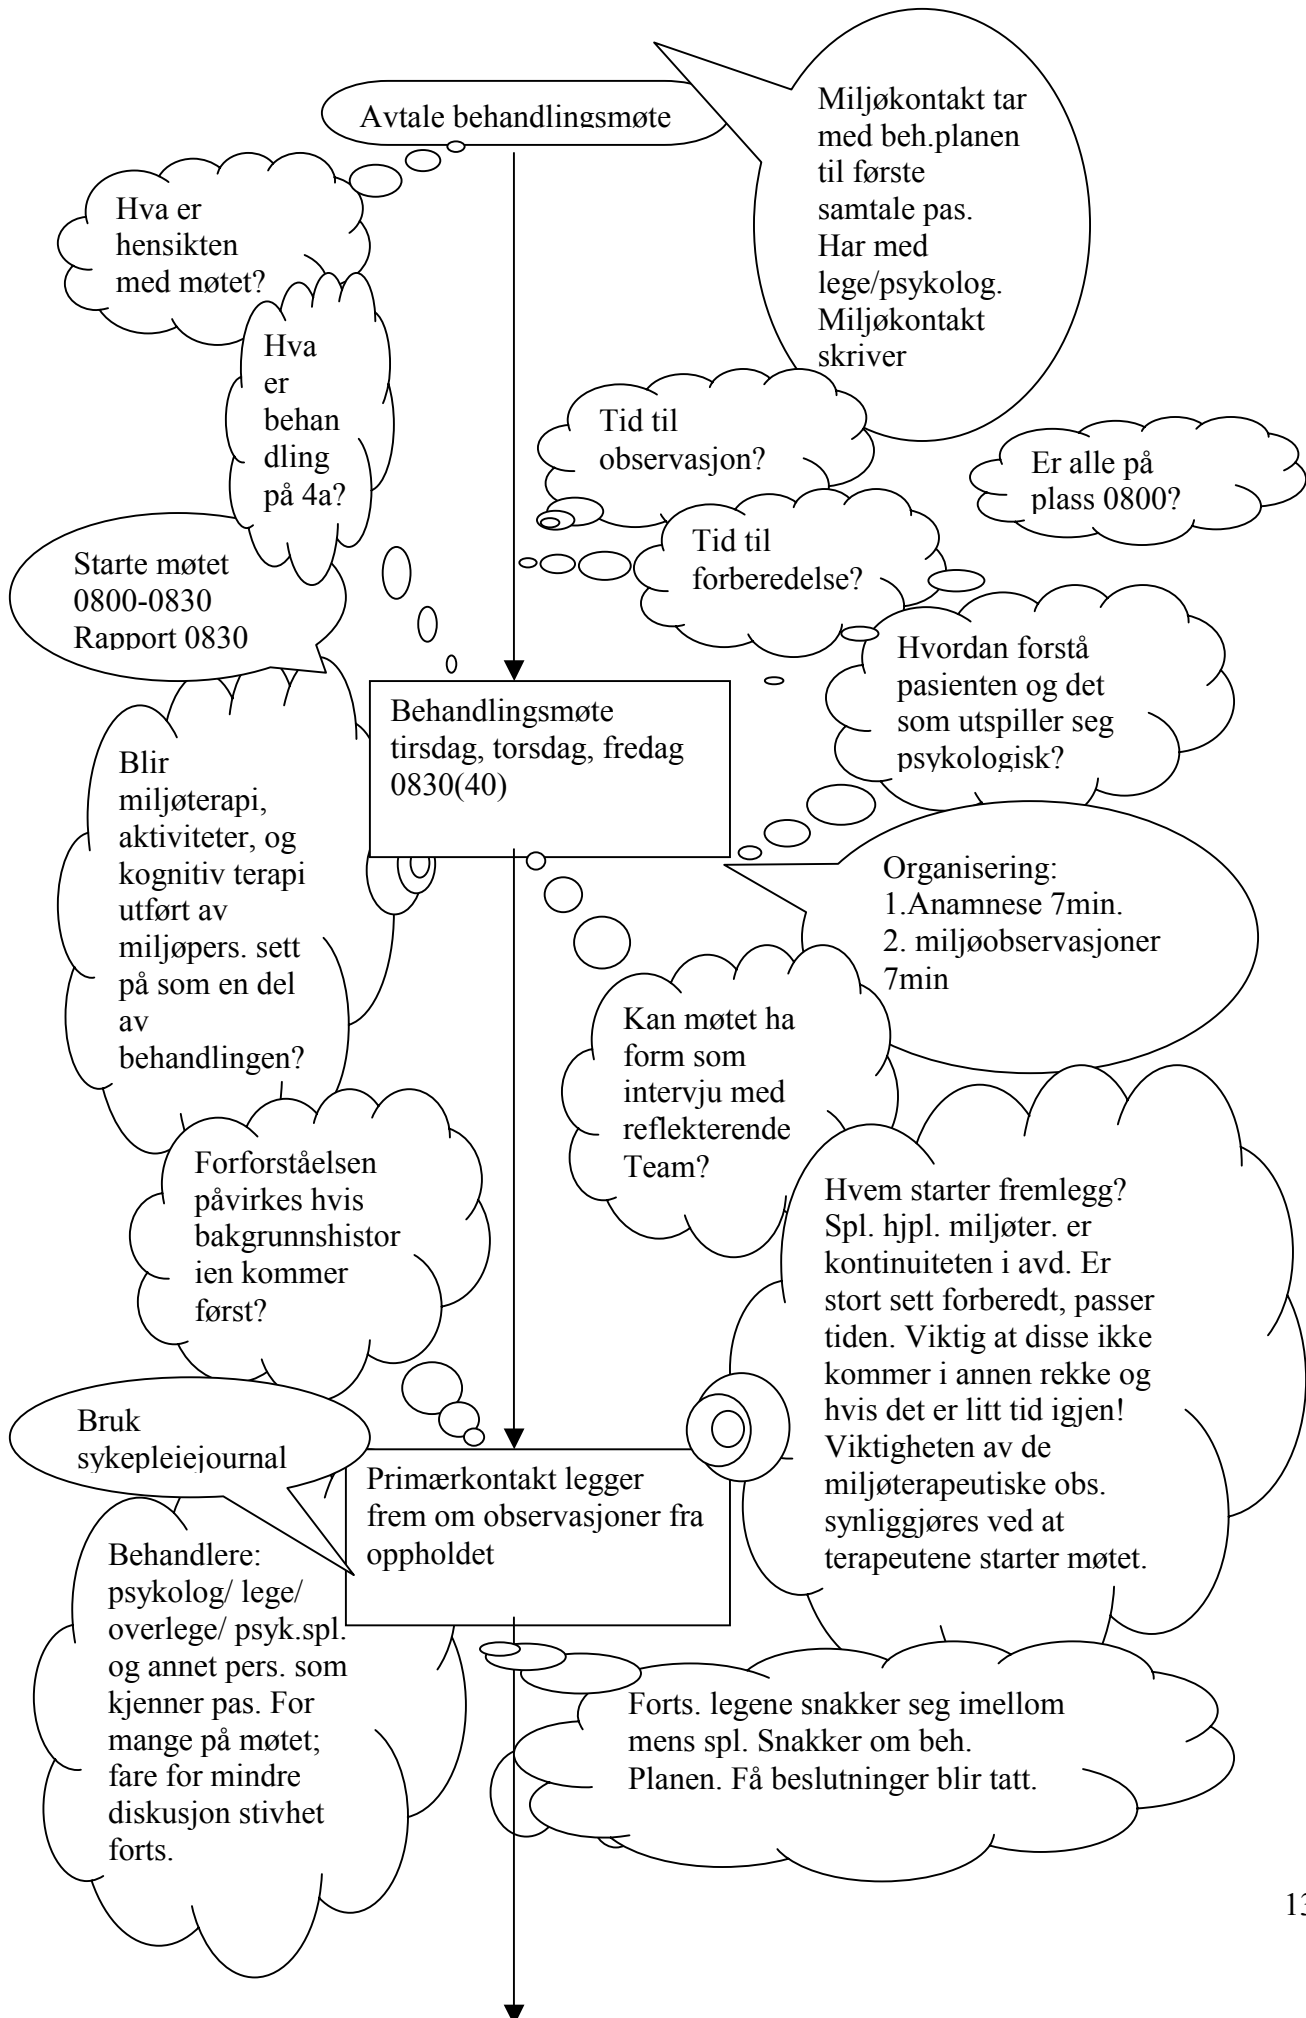 Avtale behandlingsmøte
Miljøkontakt tar
med beh.planen
til første
samtale pas.
Har med
lege/psykolog.
Miljøkontakt
skriver
Hva er
hensikten
med møtet?
Hva
er
behan
dling
på 4a?
Tid til
observasjon?
Er alle på
plass 0800?
Tid til
forberedelse?
Starte møtet
0800-0830
Rapport 0830
Hvordan forstå
pasienten og det
som utspiller seg
psykologisk?
Behandlingsmøte
tirsdag, torsdag, fredag
0830(40)
Blir
miljøterapi,
aktiviteter, og
kognitiv terapi
utført av
miljøpers. sett
på som en del
av
behandlingen?
Organisering:
1.Anamnese 7min.
2. miljøobservasjoner
7min
Kan møtet ha
form som
intervju med
reflekterende
Team?
Forforståelsen
påvirkes hvis
bakgrunnshistor
ien kommer
først?
Hvem starter fremlegg?
Spl. hjpl. miljøter. er
kontinuiteten i avd. Er
stort sett forberedt, passer
tiden. Viktig at disse ikke
kommer i annen rekke og
hvis det er litt tid igjen!
Viktigheten av de
miljøterapeutiske obs.
synliggjøres ved at
terapeutene starter møtet.
Bruk
sykepleiejournal
Primærkontakt legger
frem om observasjoner fra
oppholdet
Behandlere:
psykolog/ lege/
overlege/ psyk.spl.
og annet pers. som
kjenner pas. For
mange på møtet;
fare for mindre
diskusjon stivhet
forts.
Forts. legene snakker seg imellom
mens spl. Snakker om beh.
Planen. Få beslutninger blir tatt.
13